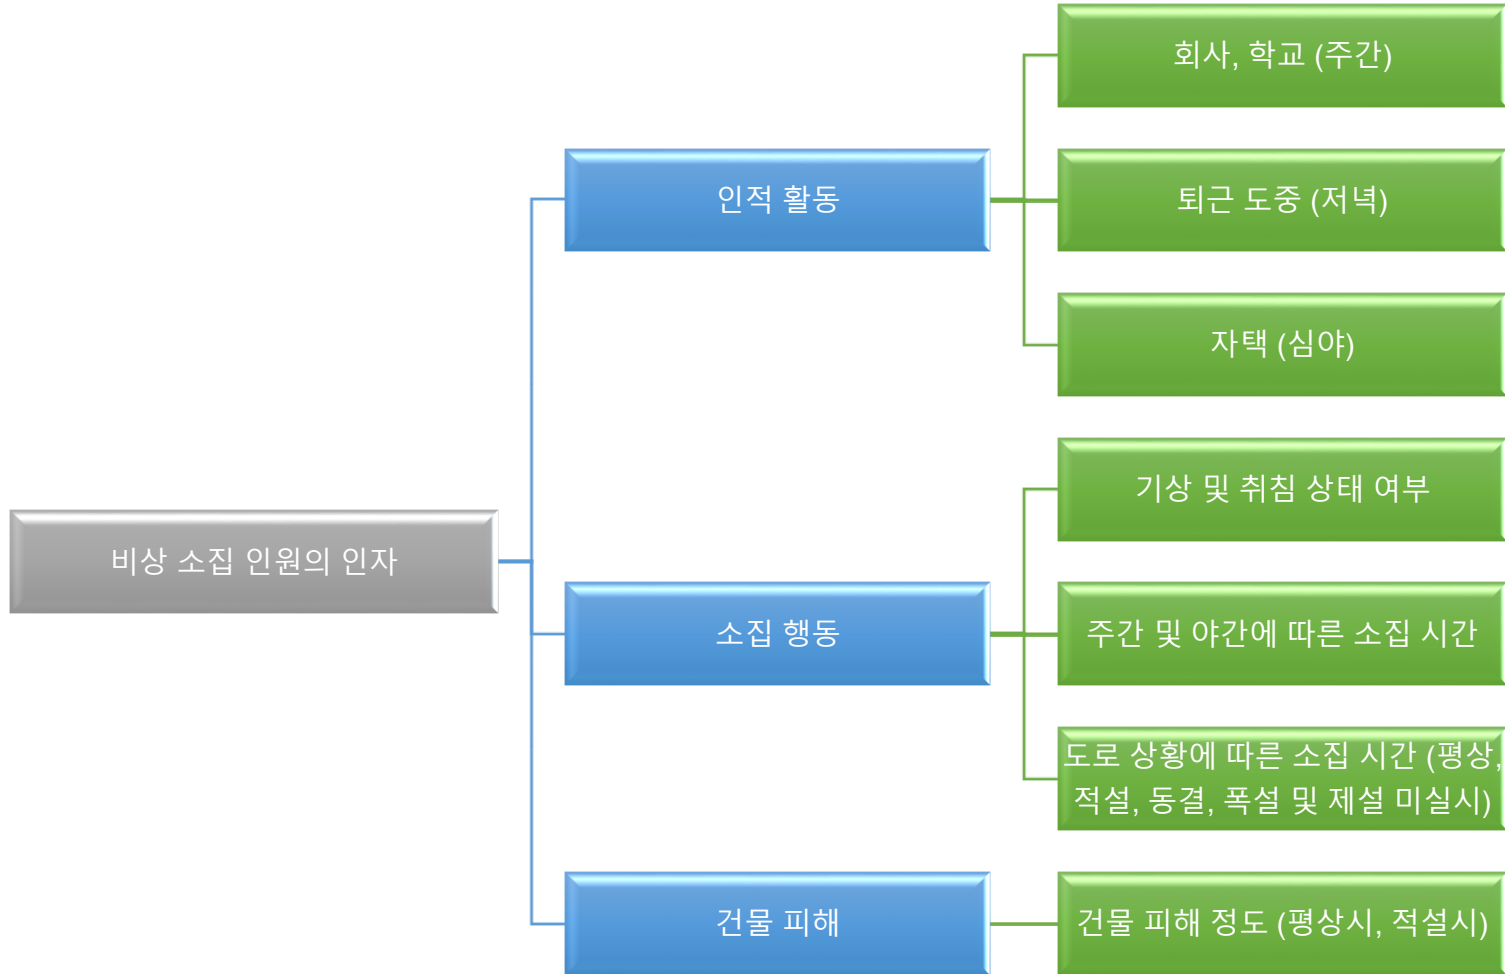 회사, 학교 (주간)
인적 활동
퇴근 도중 (저녁)
자택 (심야)
기상 및 취침 상태 여부
비상 소집 인원의 인자
소집 행동
주간 및 야간에 따른 소집 시간
도로 상황에 따른 소집 시간 (평상,
적설, 동결, 폭설 및 제설 미실시)
건물 피해
건물 피해 정도 (평상시, 적설시)